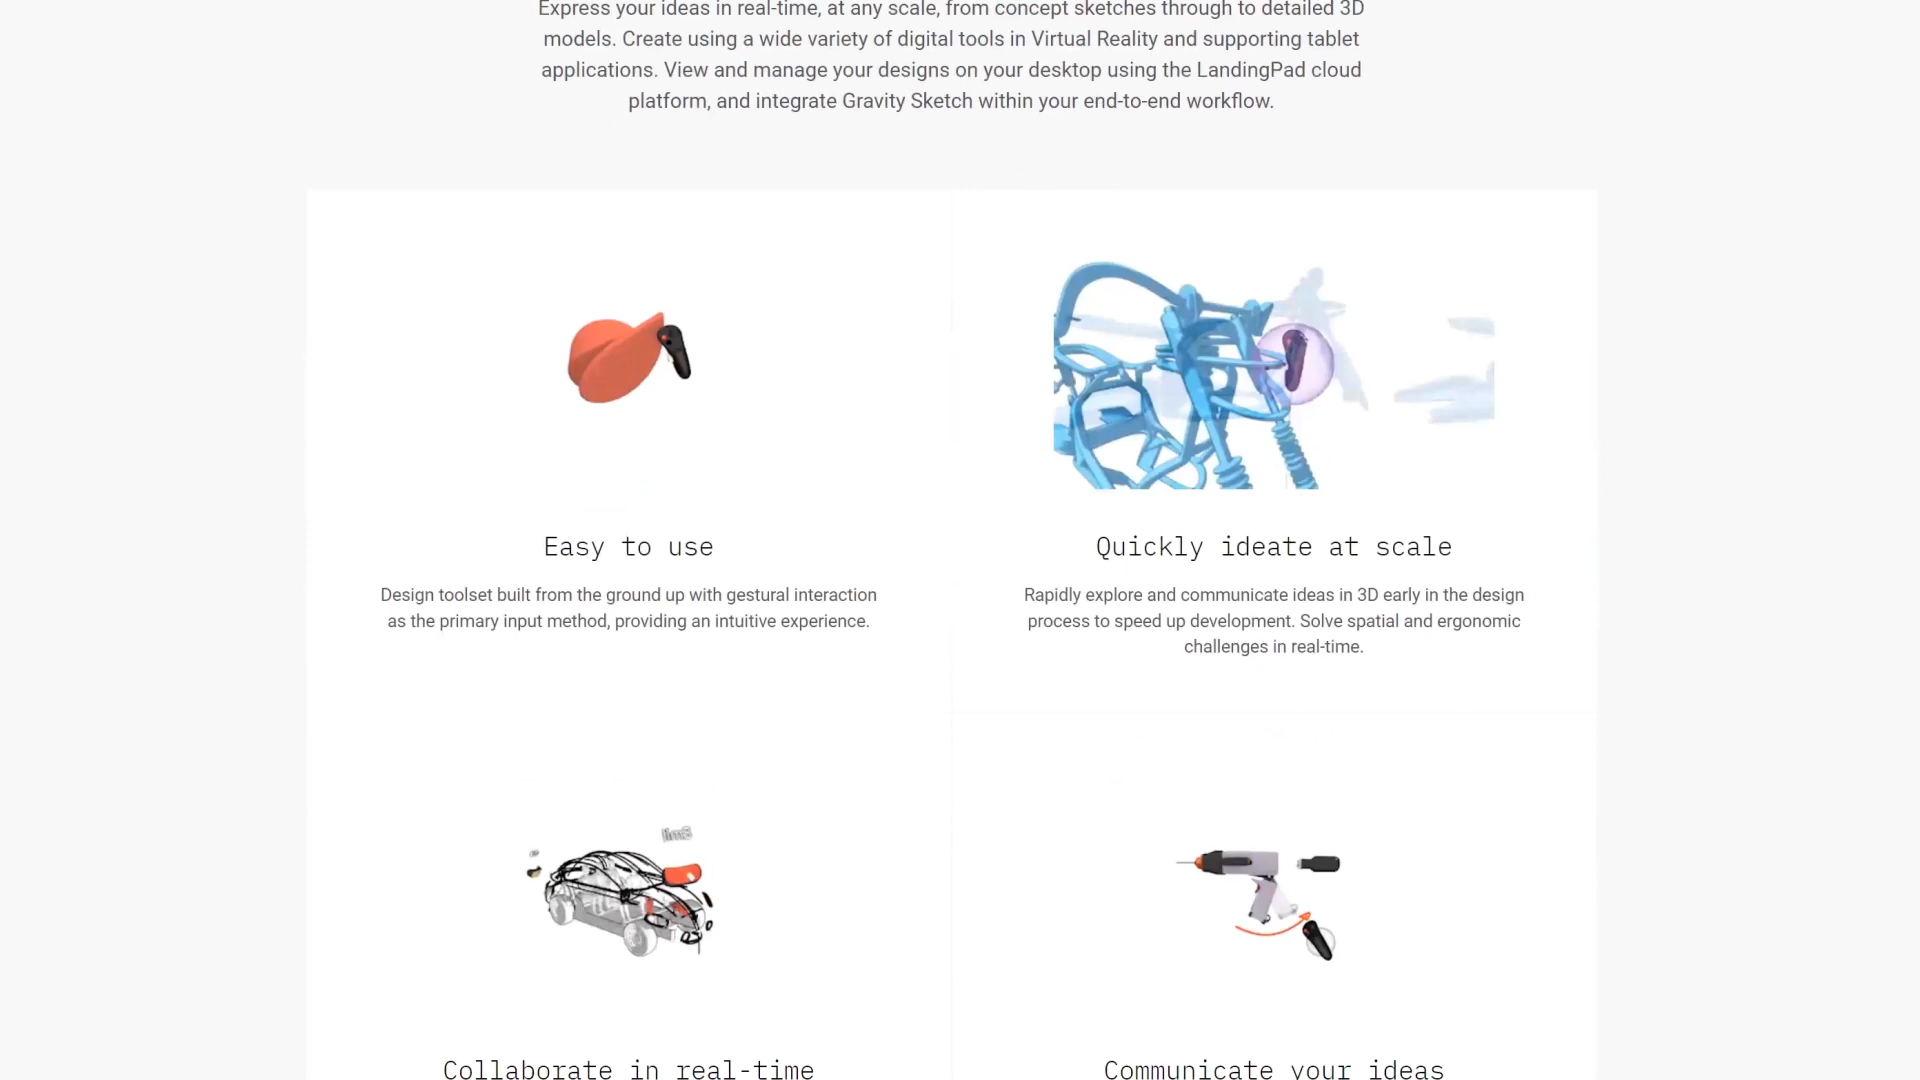 Express your ideas in real-time, at any scale, from concept sketches through to detailed 3D
models. Create using a wide variety of digital tools in Virtual Reality and supporting tablet
applications. View and manage your designs on your desktop using the LandingPad cloud
platform, and integrate Gravity Sketch within your end-to-end workflow.
Easy to use
Design toolset built from the ground up with gestural interaction
as the primary input method, providing an intuitive experience.
Quickly ideate at scale
Rapidly explore and communicate ideas in 3D early in the design
process to speed up development. Solve spatial and ergonomic
challenges in real-time.
Collaborate in real-time
Communicate your ideas